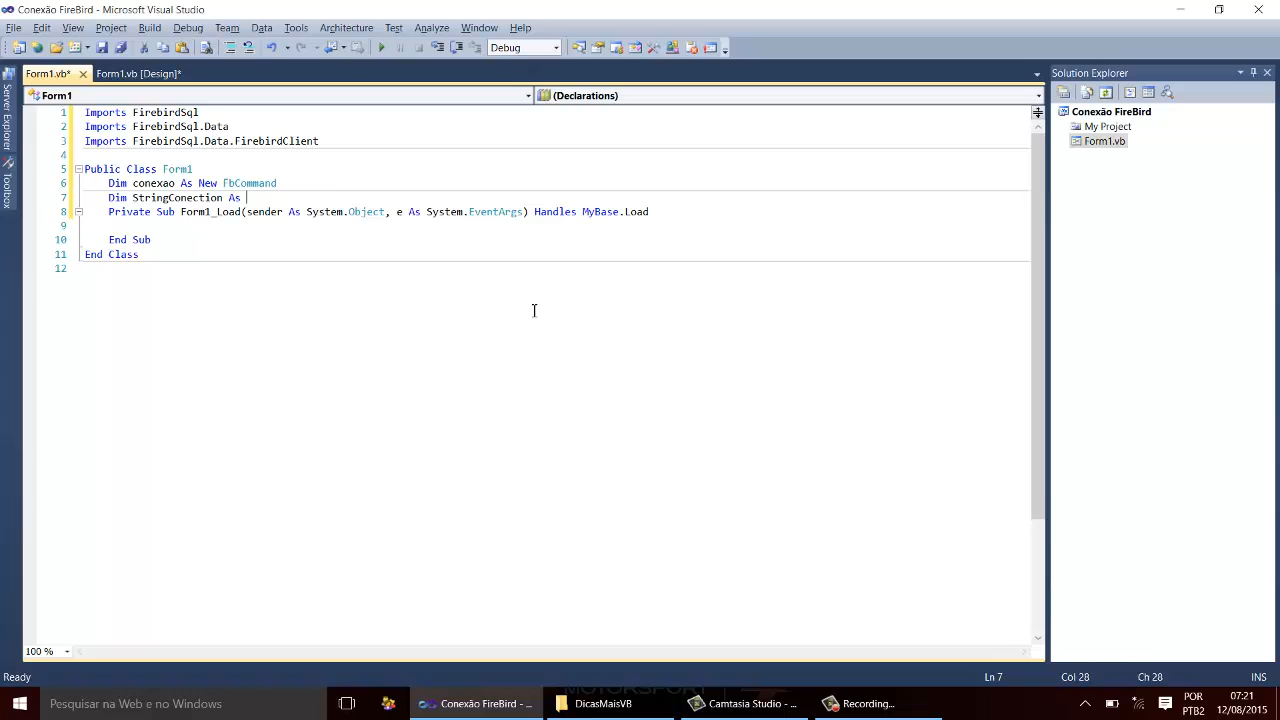 Conexão FireBird - Microsoft Visual Studio
File Edit View Project Build Debug Team Data Tools Architecture Test Analyze Window Help
Debug
Form1.vb* Form1.vb [Design]*
Form1 (Declarations)
1 Imports FirebirdSql
2 Imports FirebirdSql.Data
3 Imports FirebirdSql.Data.FirebirdClient
4
5 Public Class Form1
6 Dim conexao As New FbCommand
7 Dim StringConection As
8 Private Sub Form1_Load(sender As System.Object, e As System.EventArgs) Handles MyBase.Load
9
10 End Sub
11 End Class
12
100 %
Server Explorer
Toolbox
Solution Explorer
Conexão FireBird
My Project
Form1.vb
Ready Ln 7 Col 28 Ch 28 INS
MOTORSPORT
Pesquisar na Web e no Windows
Conexão FireBird - ...
DicasMaisVB
Camtasia Studio - ...
Recording...
POR
PTB2
07:21
12/08/2015